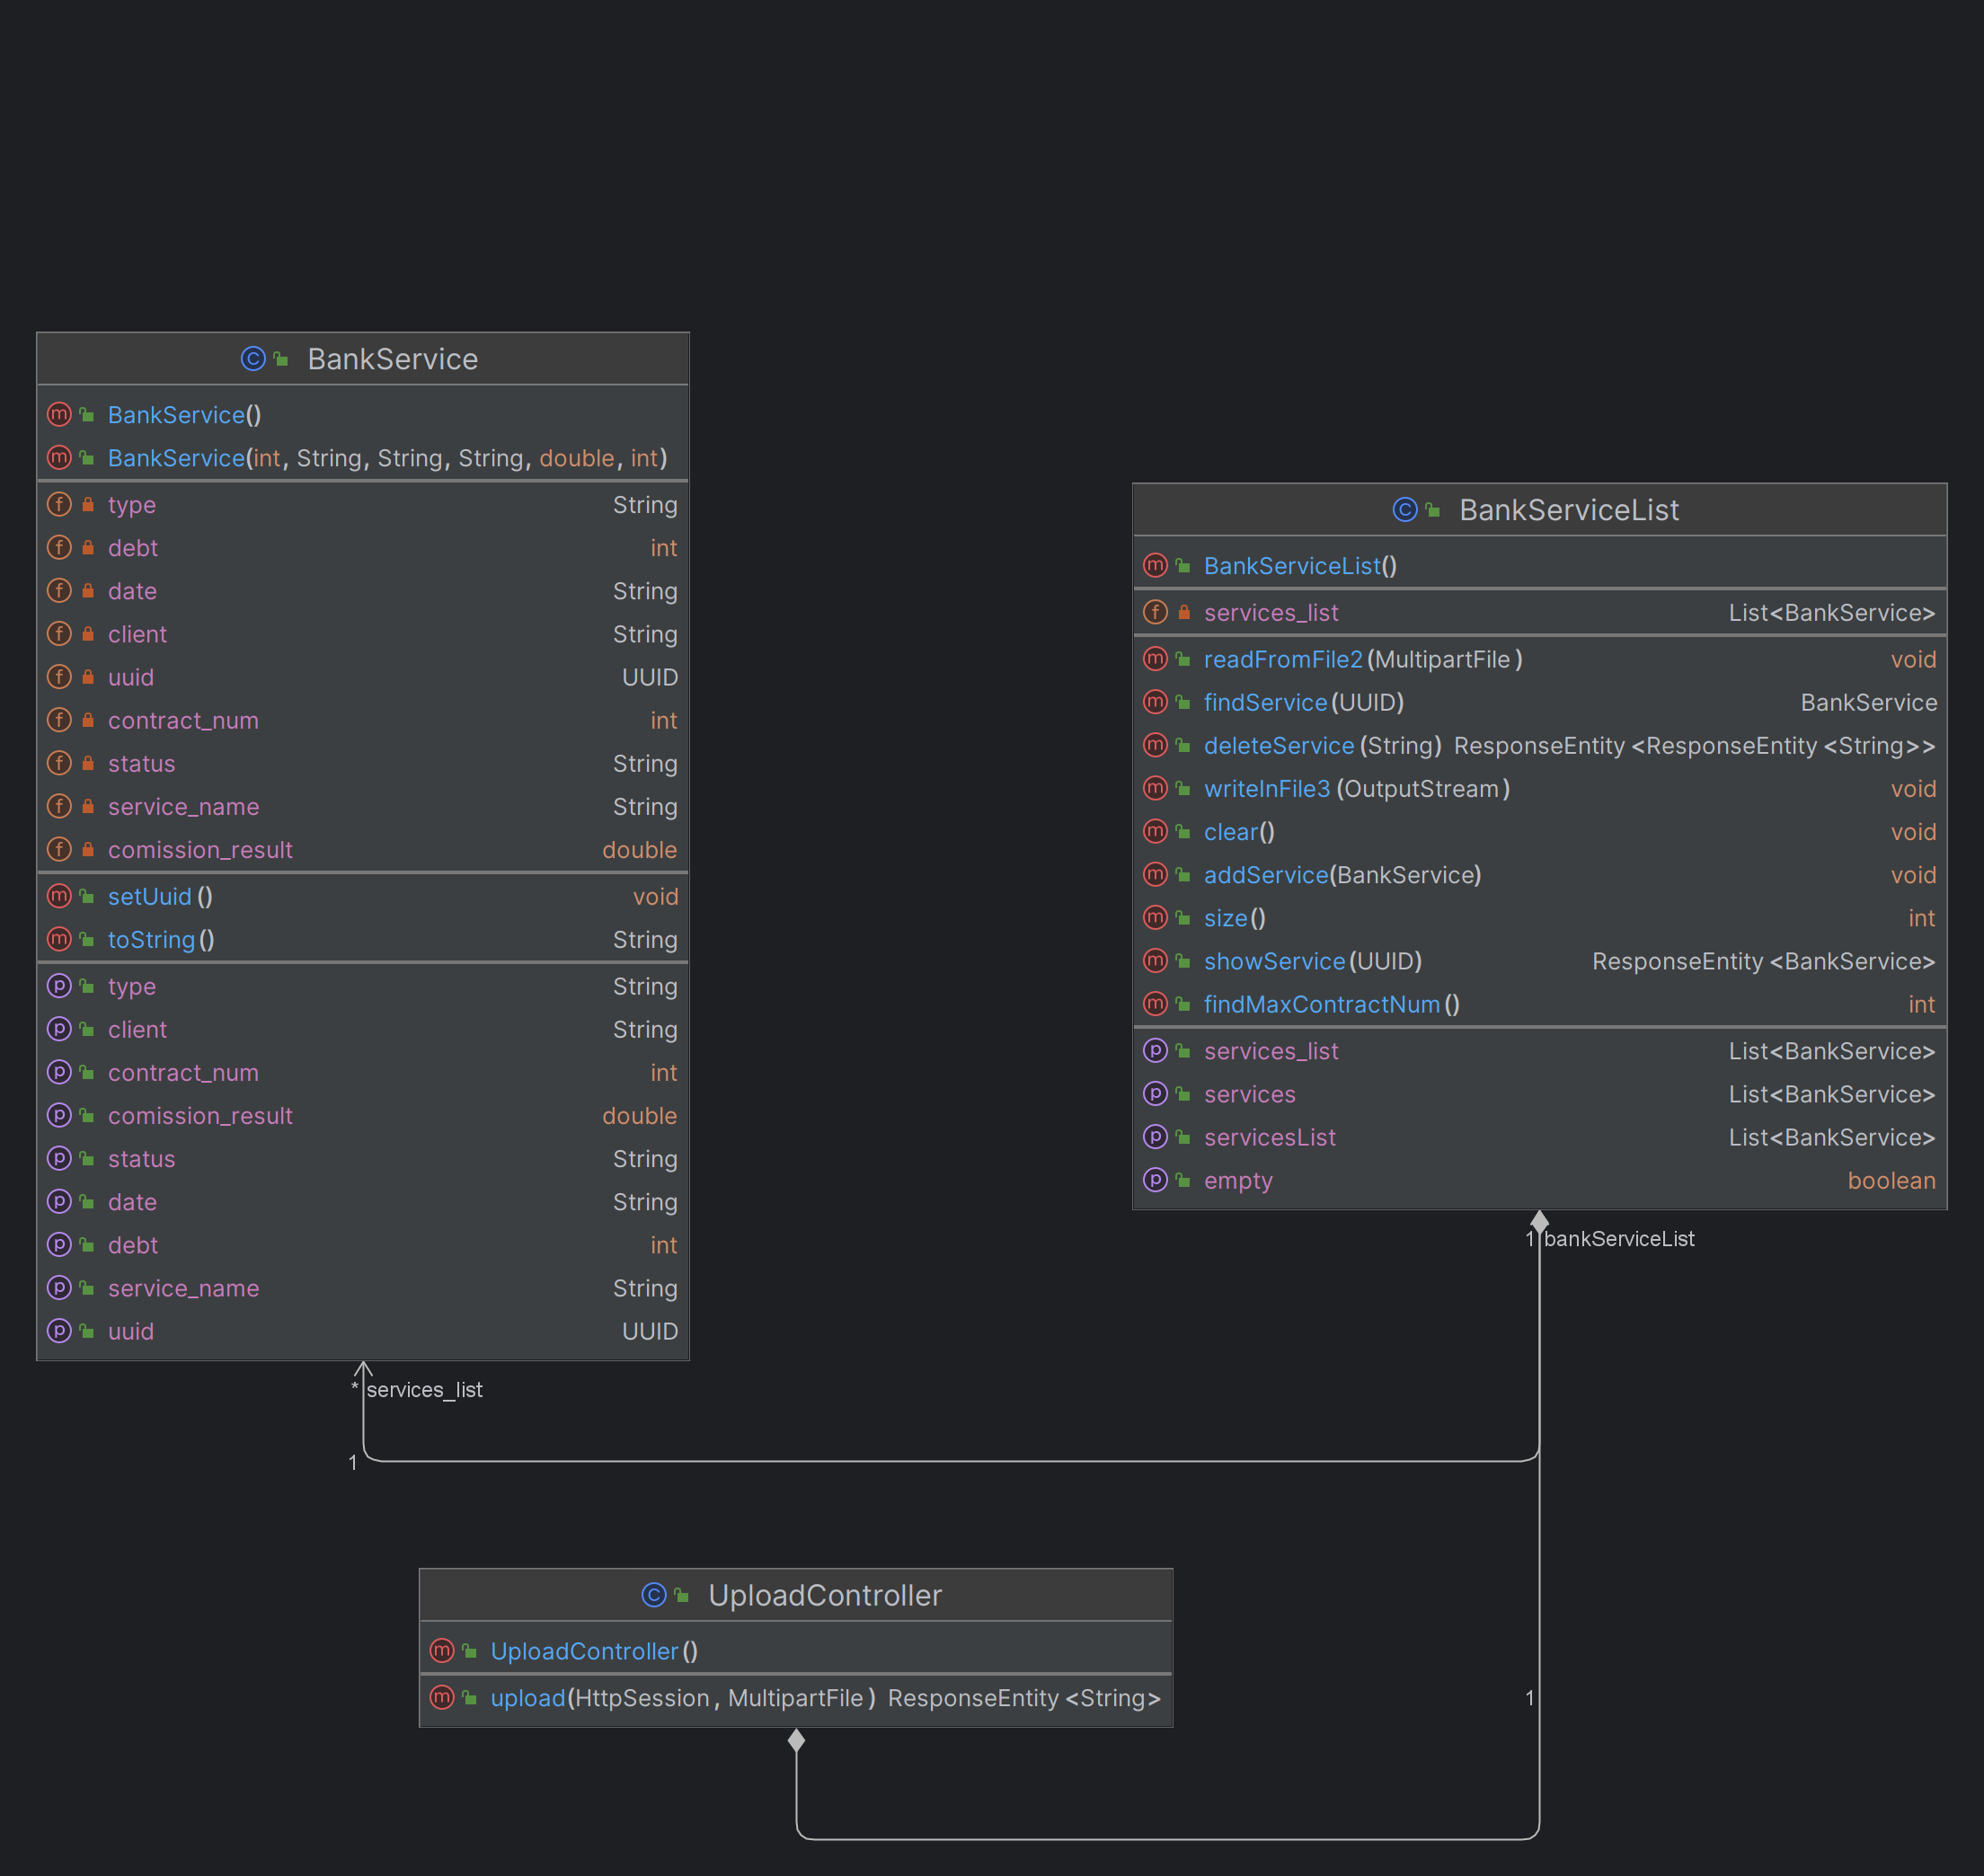 BankService
BankService()
BankService(int, String, String, String, double, int)
type String
debt int
date String
client String
uuid UUID
contract_num int
status String
service_name String
comission_result double
setUuid() void
toString() String
type String
client String
contract_num int
comission_result double
status String
date String
debt int
service_name String
uuid UUID
* services_list
1
BankServiceList
BankServiceList()
services_list List<BankService>
readFromFile2(MultipartFile) void
findService(UUID) BankService
deleteService(String) ResponseEntity<ResponseEntity<String>>
writeInFile3(OutputStream) void
clear() void
addService(BankService) void
size() int
showService(UUID) ResponseEntity<BankService>
findMaxContractNum() int
services_list List<BankService>
services List<BankService>
servicesList List<BankService>
empty boolean
1 bankServiceList
UploadController
UploadController()
upload(HttpSession, MultipartFile) ResponseEntity<String>
1